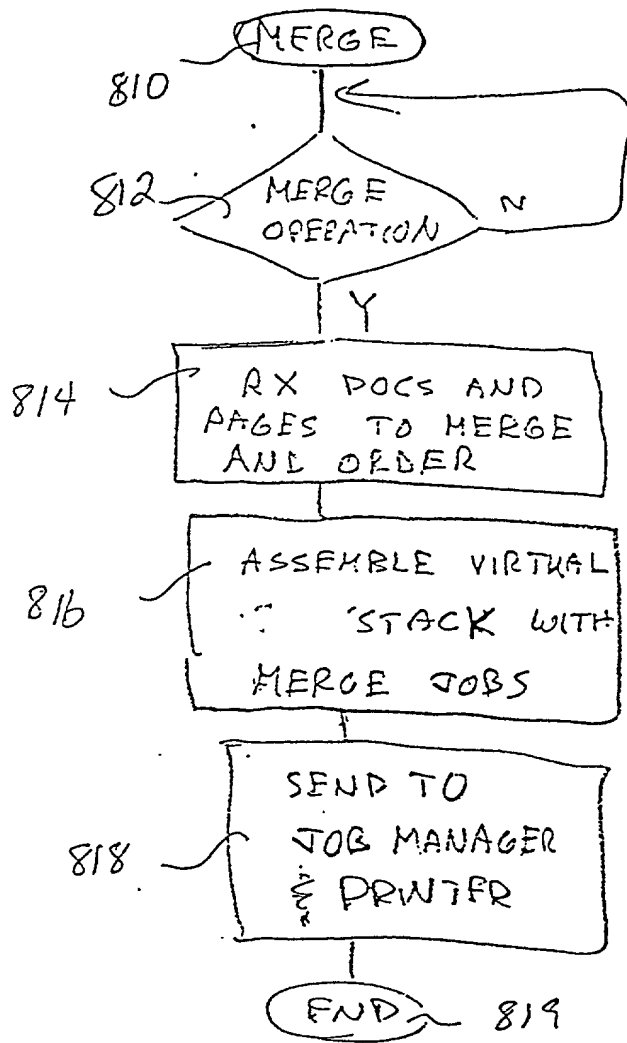 MERGE
810
812
MERGE
OPERATION
N
Y
814
RX DOCS AND
PAGES TO MERGE
AND ORDER
816
ASSEMBLE VIRTUAL
STACK WITH
MERGE JOBS
818
SEND TO
JOB MANAGER
& PRINTER
END
819